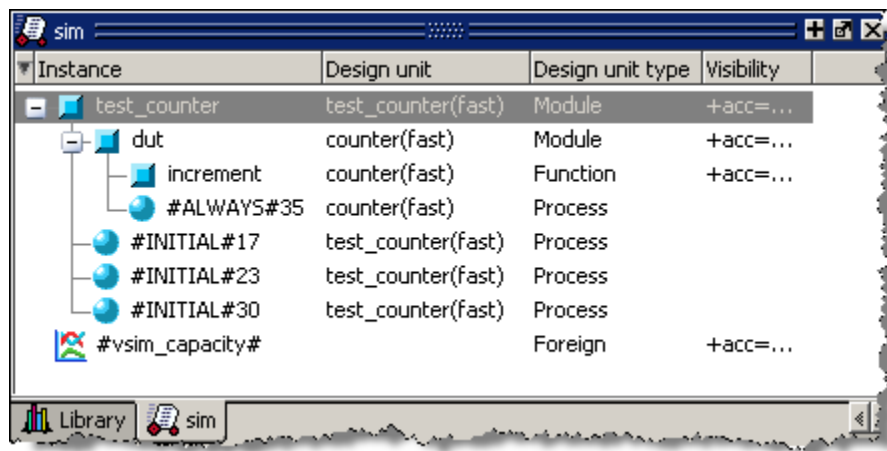 sim
Instance Design unit Design unit type Visibility
test_counter test_counter(fast) Module +acc=...
dut counter(fast) Module +acc=...
increment counter(fast) Function +acc=...
#ALWAYS#35 counter(fast) Process
#INITIAL#17 test_counter(fast) Process
#INITIAL#23 test_counter(fast) Process
#INITIAL#30 test_counter(fast) Process
#vsim_capacity# Foreign +acc=...
Library sim